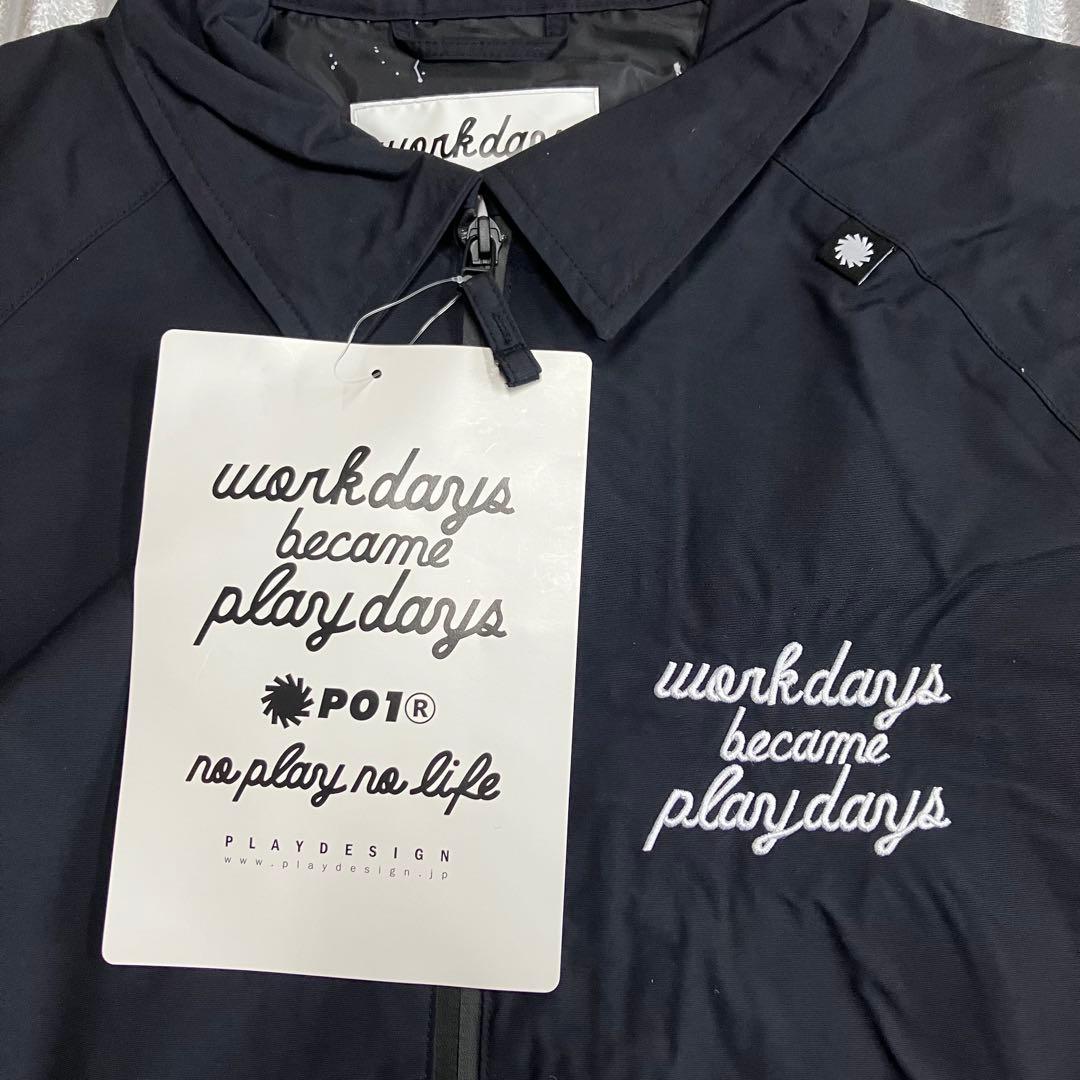 workdays
workdays
became
playdays
P01®
no play no life
PLAYDESIGN
www.playdesign.jp
workdays
became
playdays